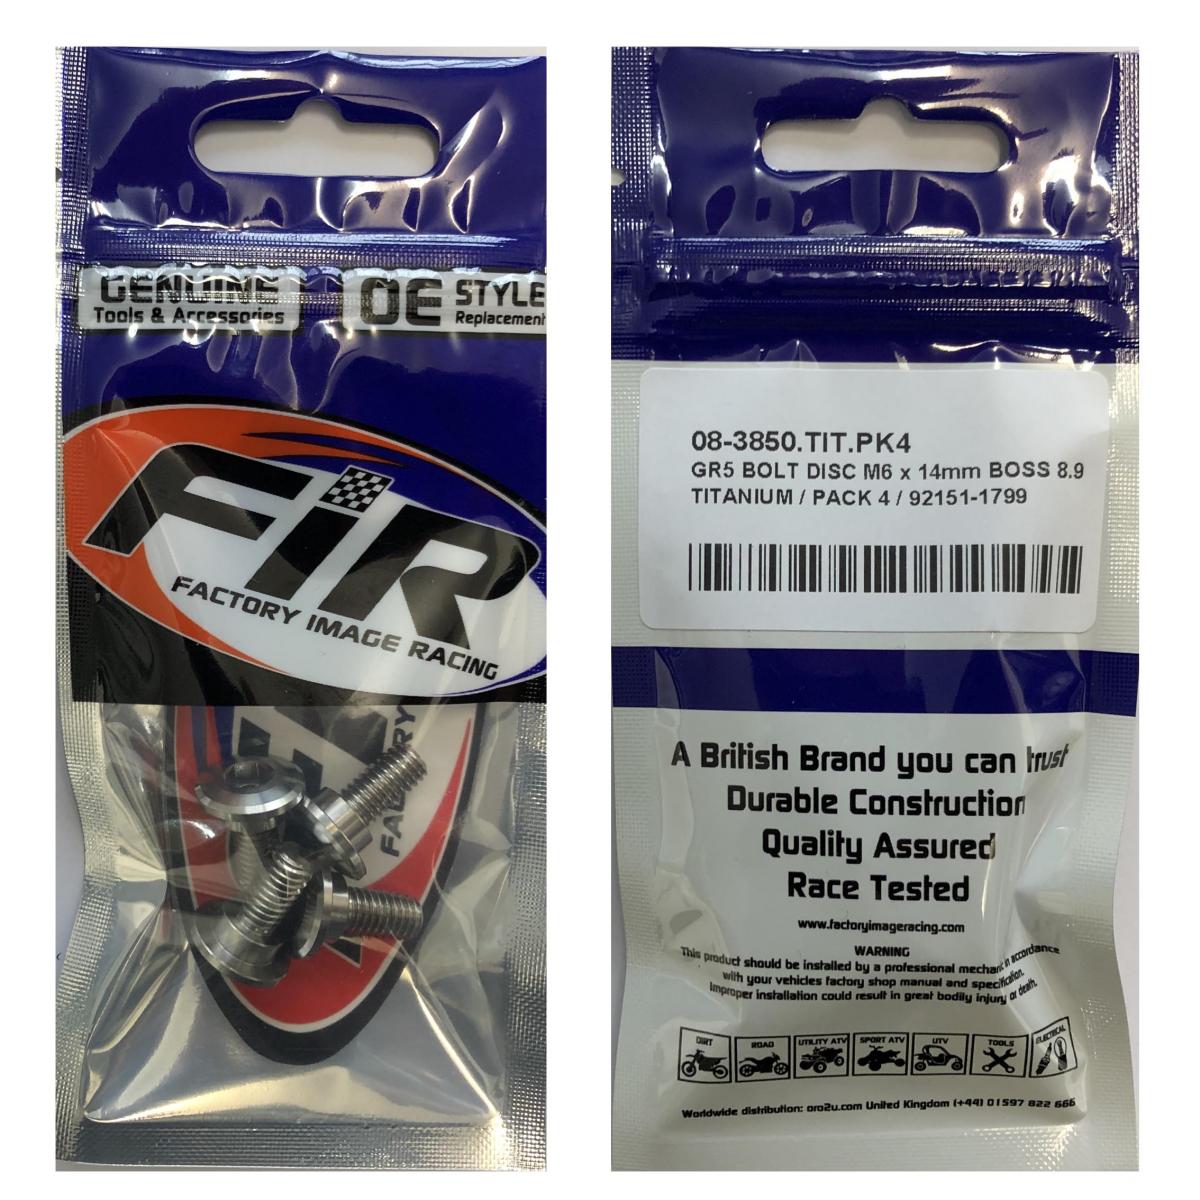 GENUINE
Tools & Accessories
OE STYLE
Replacement
FiR
FACTORY IMAGE RACING
FACTORY
08-3850.TIT.PK4
GR5 BOLT DISC M6 x 14mm BOSS 8.9
TITANIUM / PACK 4 / 92151-1799
A British Brand you can trust
Durable Construction
Quality Assured
Race Tested
www.factoryimageracing.com
WARNING
This product should be installed by a professional mechanic in accordance
with your vehicles factory shop manual and specification.
Improper installation could result in great bodily injury or death.
DIRT ROAD UTILITY ATV SPORT ATV UTV TOOLS ELECTRICAL
Worldwide distribution: oro2u.com United Kingdom (+44) 01597 822 666